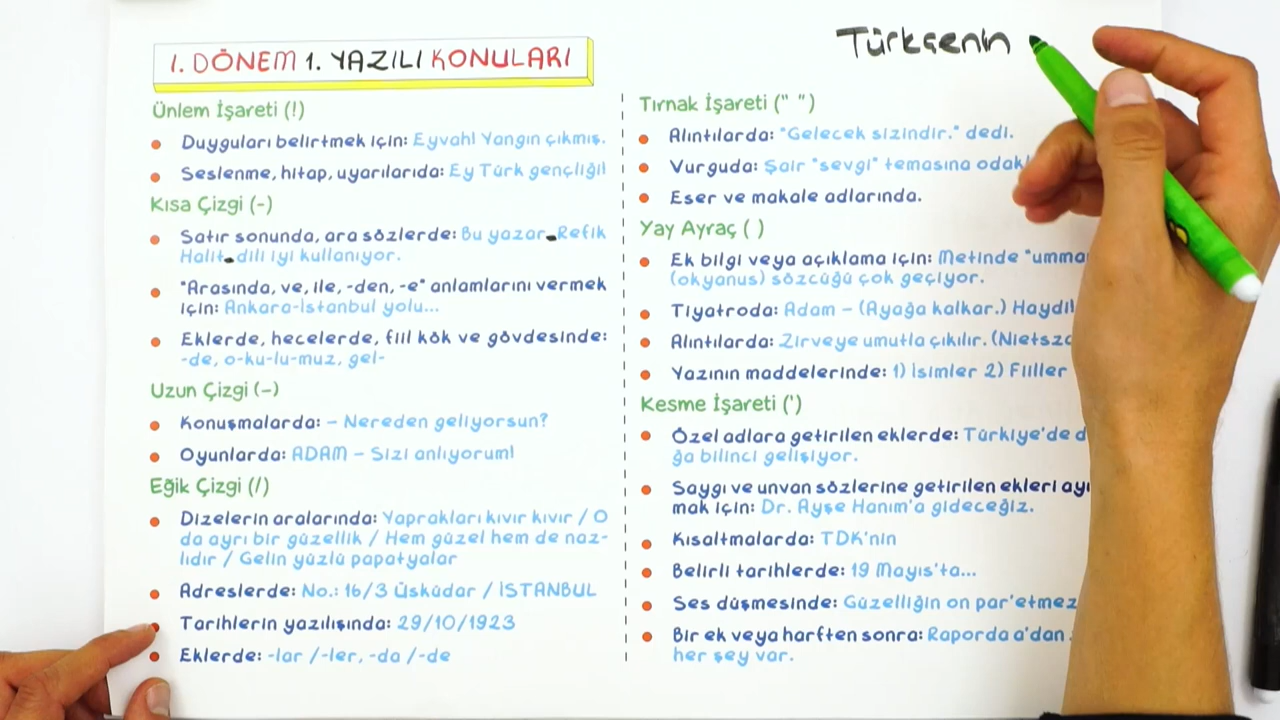 Türkçenin
1. DÖNEM 1. YAZILI KONULARI
Ünlem İşareti (!)
Duyguları belirtmek için: Eyvah! Yangın çıkmış.
Seslenme, hitap, uyarılarıda: Ey Türk gençliği!
Kısa Çizgi (-)
Satır sonunda, ara sözlerde: Bu yazar-Refik
Halit-dili iyi kullanıyor.
"Arasında, ve, ile, -den, -e" anlamlarını vermek
için: Ankara-İstanbul yolu...
Eklerde, hecelerde, fiil kök ve gövdesinde:
-de, o-ku-lu-muz, gel-
Uzun Çizgi (–)
Konuşmalarda: – Nereden geliyorsun?
Oyunlarda: ADAM – Sizi anlıyorum!
Eğik Çizgi (/)
Dizelerin aralarında: Yaprakları kıvır kıvır / O
da ayrı bir güzellik / Hem güzel hem de naz-
lıdır / Gelin yüzlü papatyalar
Adreslerde: No.: 16/3 Üsküdar / İSTANBUL
Tarihlerin yazılışında: 29/10/1923
Eklerde: -lar /-ler, -da /-de
Tırnak İşareti (" ")
Alıntılarda: "Gelecek sizindir." dedi.
Vurguda: Şair "sevgi" temasına
Eser ve makale adlarında.
Yay Ayraç ( )
Ek bilgi veya açıklama için: Metinde
(okyanus) sözcüğü çok geçiyor.
Tiyatroda: Adam – (Ayağa kalkar.) Haydi!
Alıntılarda: Zirveye umutla çıkılır.
Yazının maddelerinde: 1) İsimler 2) Fiiller
Kesme İşareti (')
Özel adlara getirilen eklerde: Türkiye'de
ğa bilinci gelişiyor.
Saygı ve unvan sözlerine getirilen ekleri
mak için: Dr. Ayşe Hanım'a gideceğiz.
Kısaltmalarda: TDK'nin
Belirli tarihlerde: 19 Mayıs'ta...
Ses düşmesinde: Güzelliğin on par'etmez
Bir ek veya harften sonra: Raporda a'dan
her şey var.